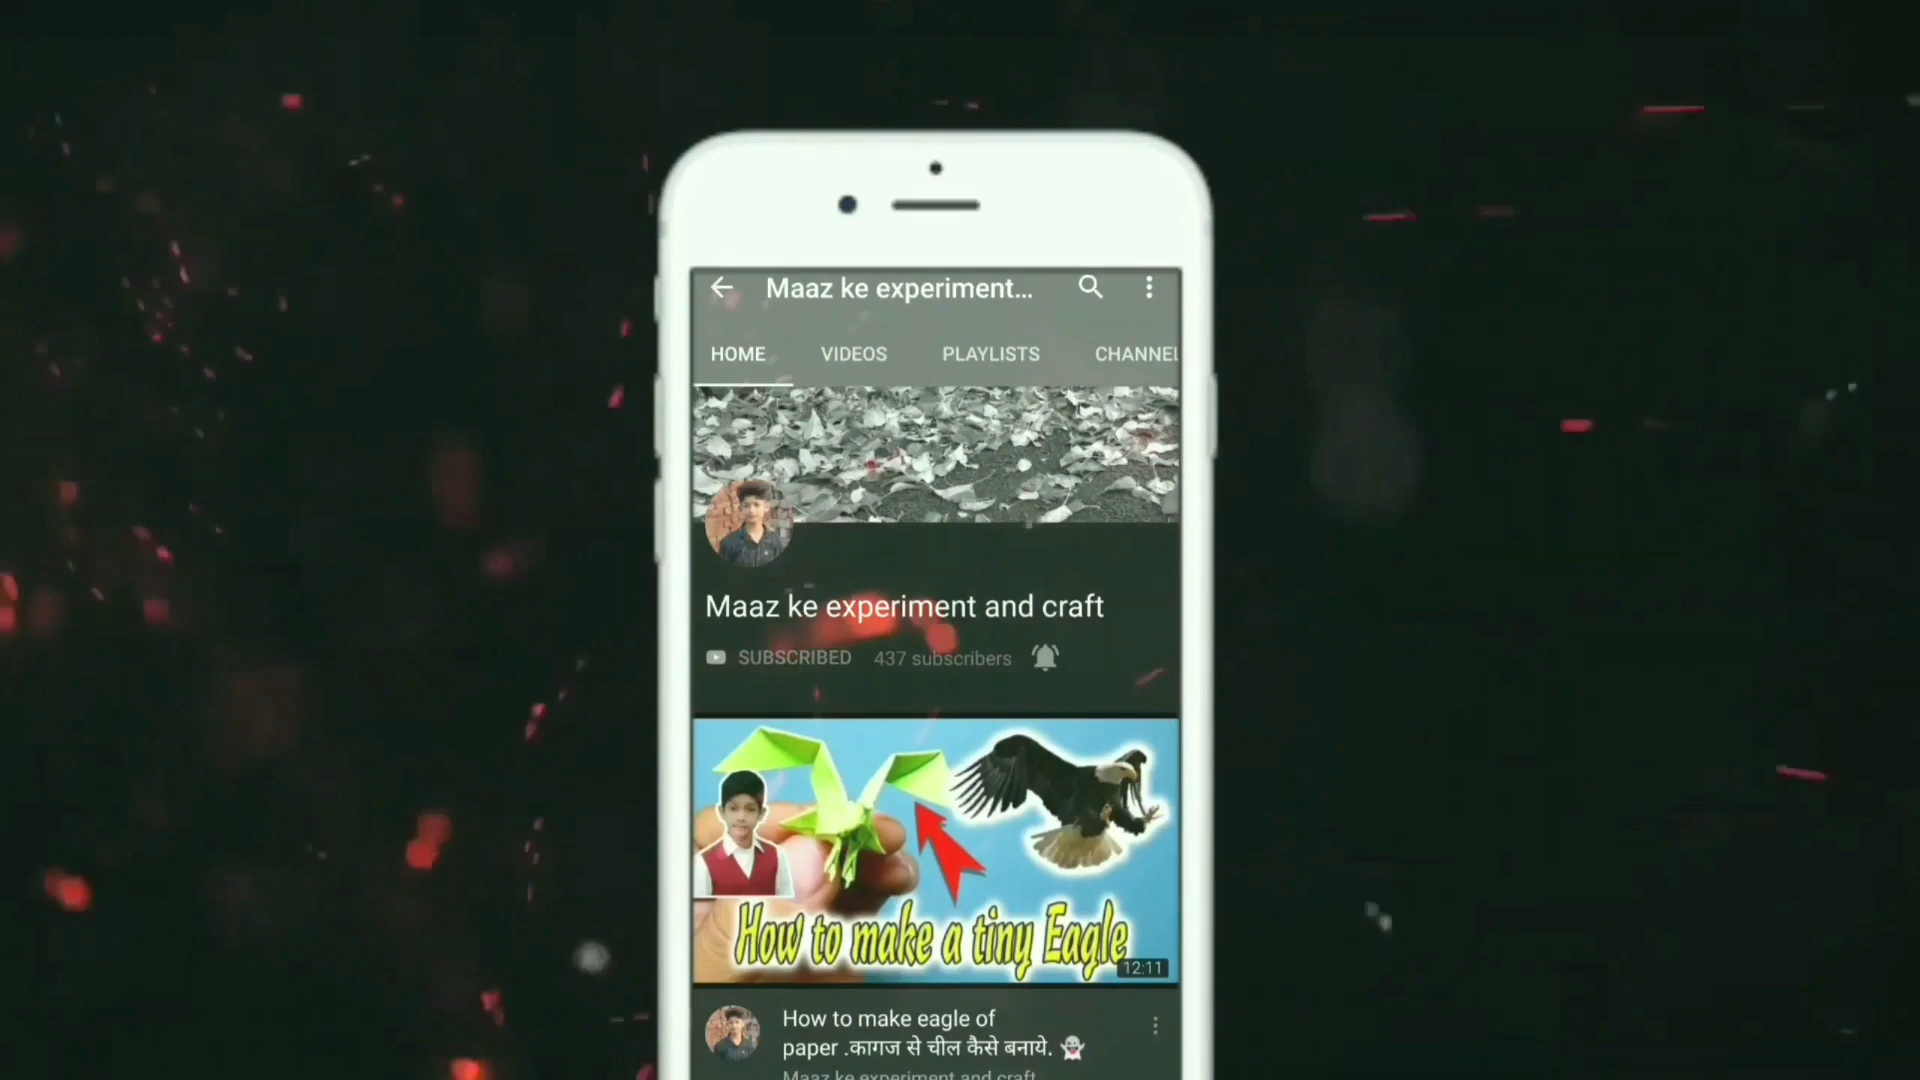 Maaz ke experiment...
HOME VIDEOS PLAYLISTS CHANNEL
Maaz ke experiment and craft
SUBSCRIBED 437 subscribers
How to make a tiny Eagle
12:11
How to make eagle of
paper .कागज से चील कैसे बनाये. 👻
Maaz ke experiment and craft